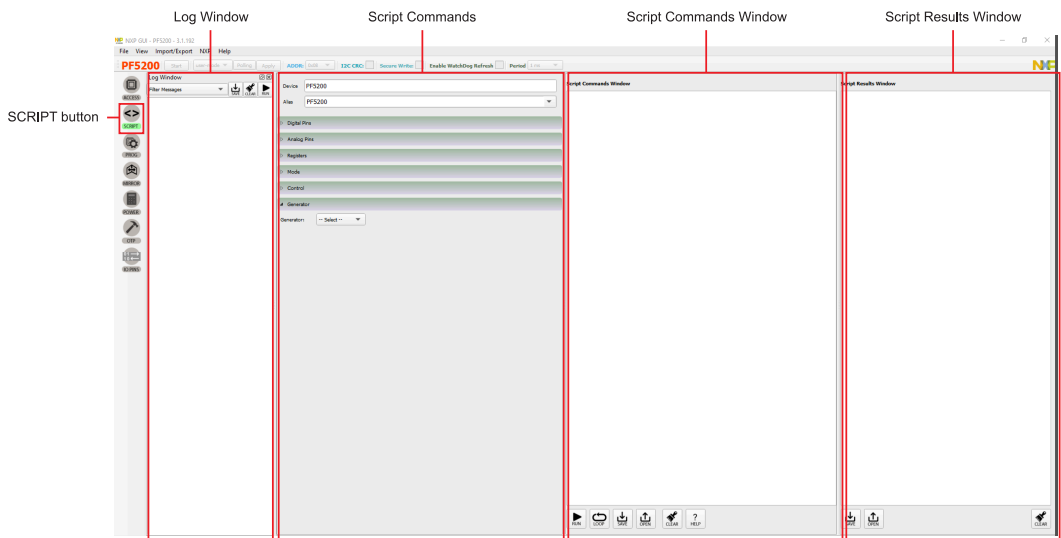 Log Window
Script Commands
Script Commands Window
Script Results Window
NXP GUI - PF5200 - 3.1.102
File View Import/Export NXP Help
PF5200 Start Polling Apply ADDR: I2C CRC: Secure Write: Enable WatchDog Refresh Period
NXP
SCRIPT button
ACCESS
SCRIPT
PROG
MIRROR
POWER
OTP
IO PINS
Log Window
Filter Messages
SAVE CLEAR RUN
Device PF5200
Alias PF5200
Digital Pins
Analog Pins
Registers
Mode
Control
Generator
Generator: -- Select --
Script Commands Window
RUN LOOP SAVE OPEN CLEAR ? HELP
Script Results Window
SAVE OPEN CLEAR